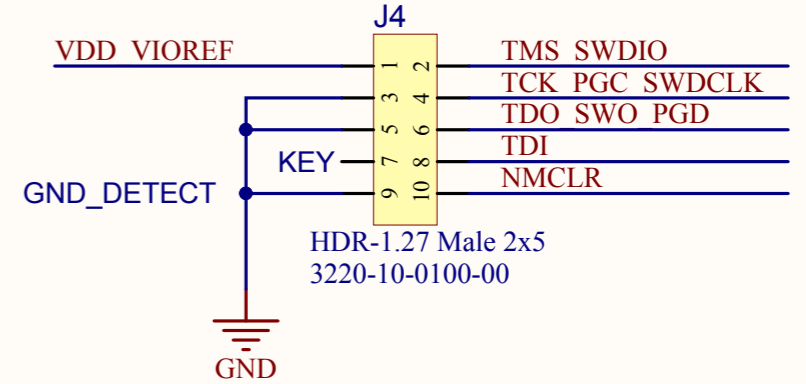 J4
VDD_VIOREF 1 2 TMS_SWDIO
3 4 TCK_PGC_SWDCLK
5 6 TDO_SWO_PGD
KEY 7 8 TDI
GND_DETECT 9 10 NMCLR
HDR-1.27 Male 2x5
3220-10-0100-00
GND